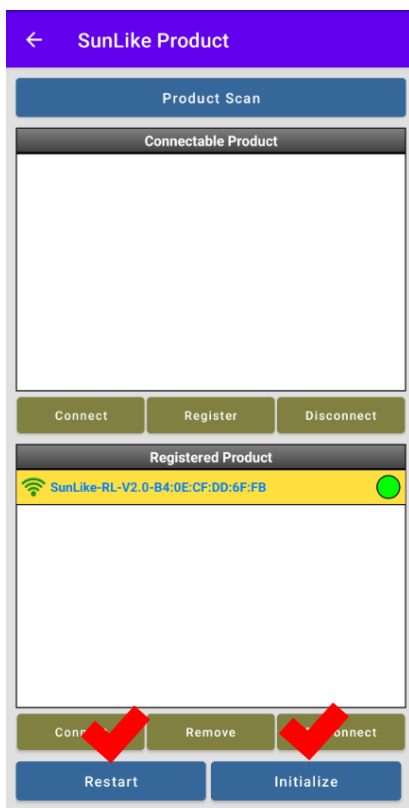 SunLike Product
Product Scan
Connectable Product
Connect Register Disconnect
Registered Product
SunLike-RL-V2.0-B4:0E:CF:DD:6F:FB
Remove
Restart Initialize